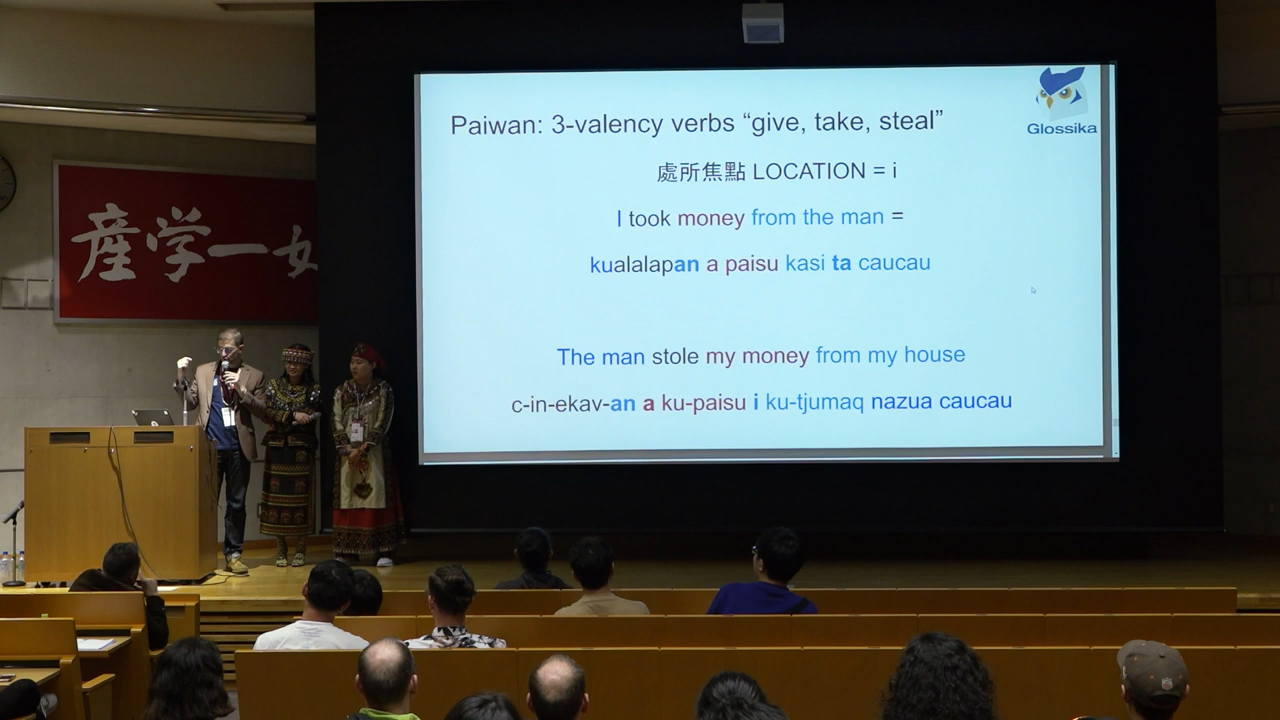 Glossika
Paiwan: 3-valency verbs “give, take, steal”
處所焦點 LOCATION = i
I took money from the man =
kualalapan a paisu kasi ta caucau
The man stole my money from my house
c-in-ekav-an a ku-paisu i ku-tjumaq nazua caucau
産学一如